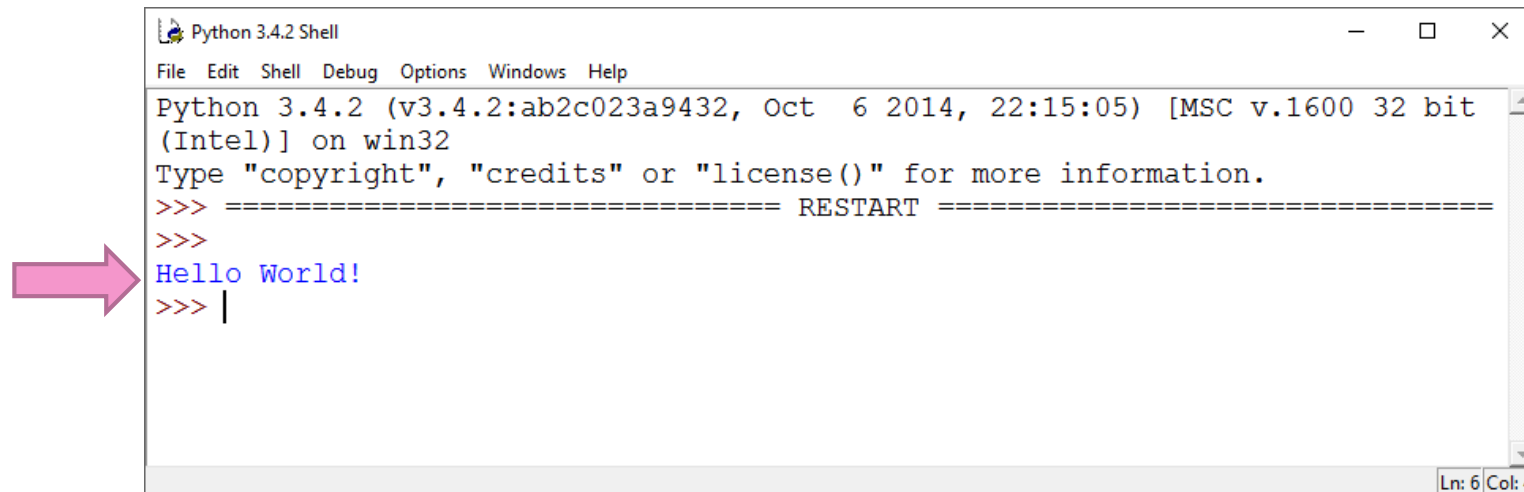 Python 3.4.2 Shell
File Edit Shell Debug Options Windows Help
Python 3.4.2 (v3.4.2:ab2c023a9432, Oct  6 2014, 22:15:05) [MSC v.1600 32 bit
(Intel)] on win32
Type "copyright", "credits" or "license()" for more information.
>>> ================================ RESTART ================================
>>>
Hello World!
>>>
Ln: 6 Col: